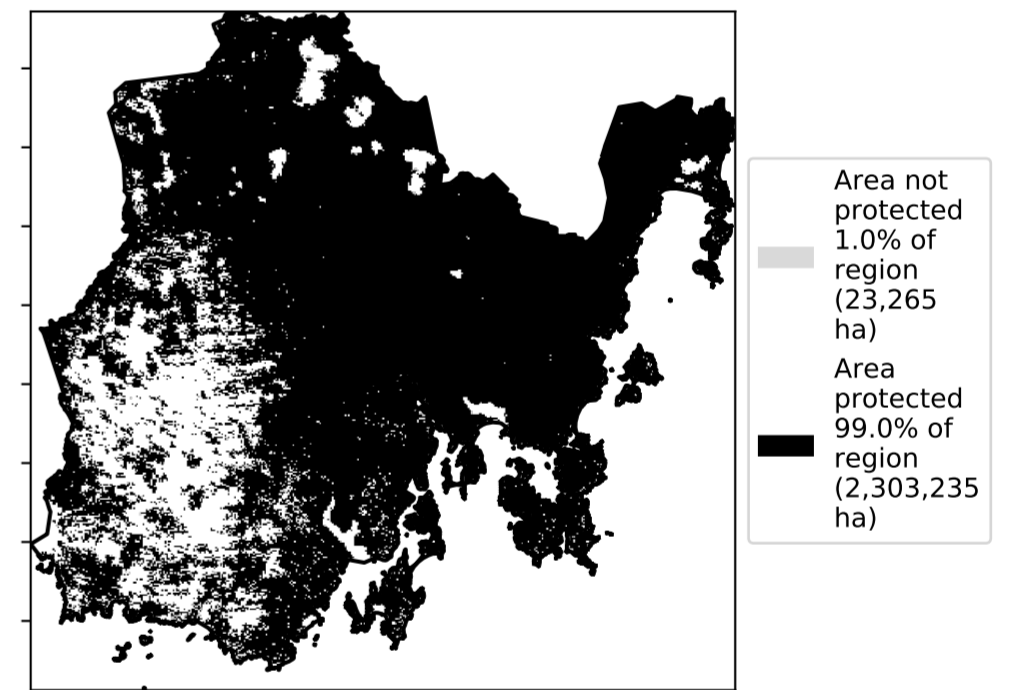 Area not
protected
1.0% of
region
(23,265
ha)
Area
protected
99.0% of
region
(2,303,235
ha)